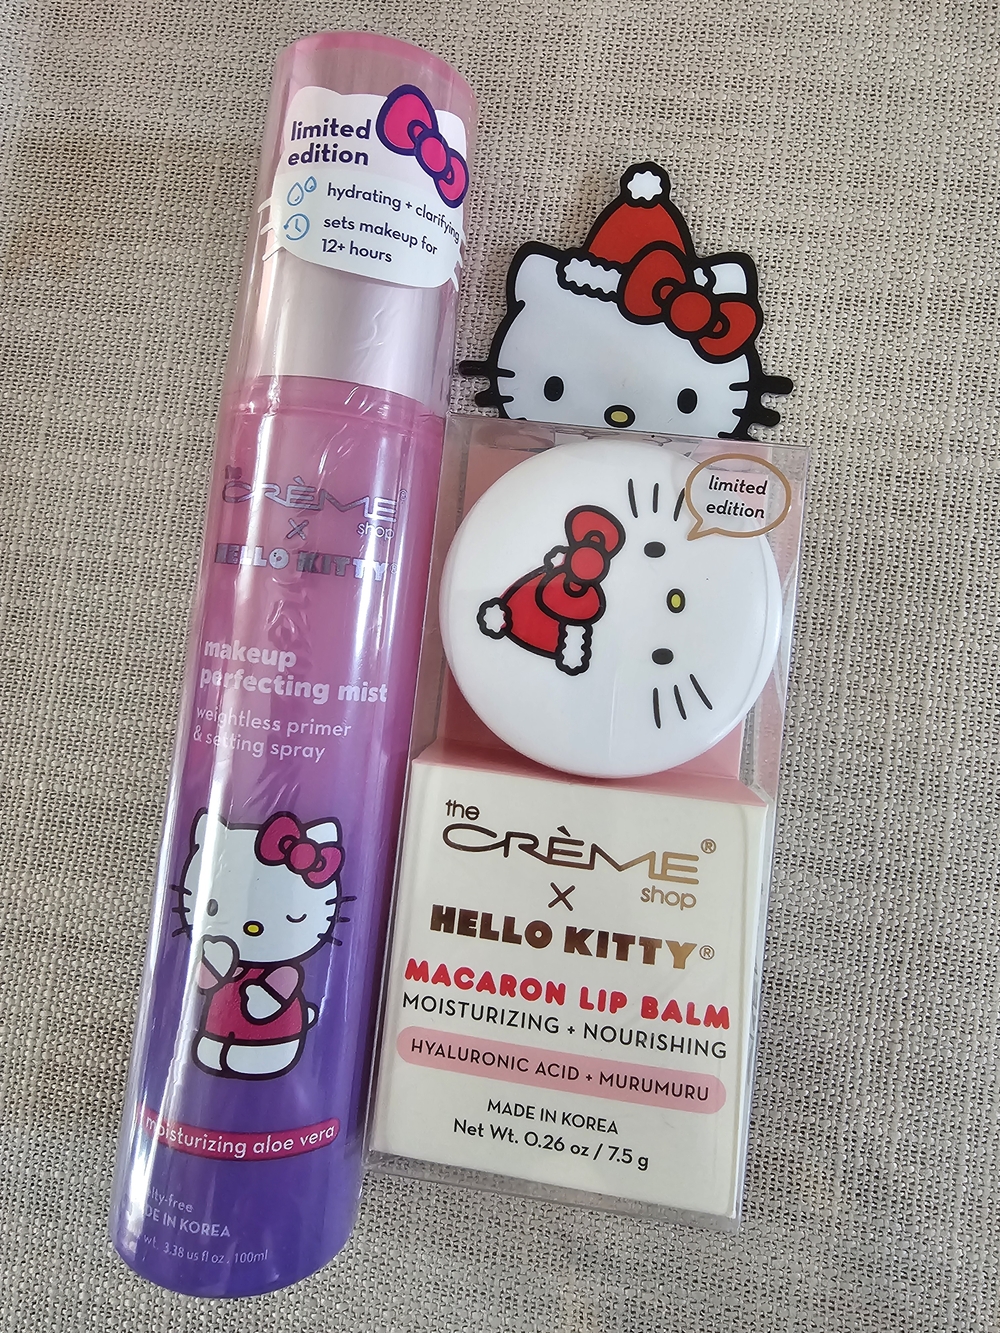 limited
edition
hydrating + clarifying
sets makeup for
12+ hours
the
CRÈME
shop
X
HELLO KITTY®
makeup
perfecting mist
weightless primer
& setting spray
moisturizing aloe vera
MADE IN KOREA
3.38 us fl oz . 100ml
limited
edition
the
CRÈME®
shop
X
HELLO KITTY®
MACARON LIP BALM
MOISTURIZING + NOURISHING
HYALURONIC ACID + MURUMURU
MADE IN KOREA
Net Wt. 0.26 oz / 7.5 g